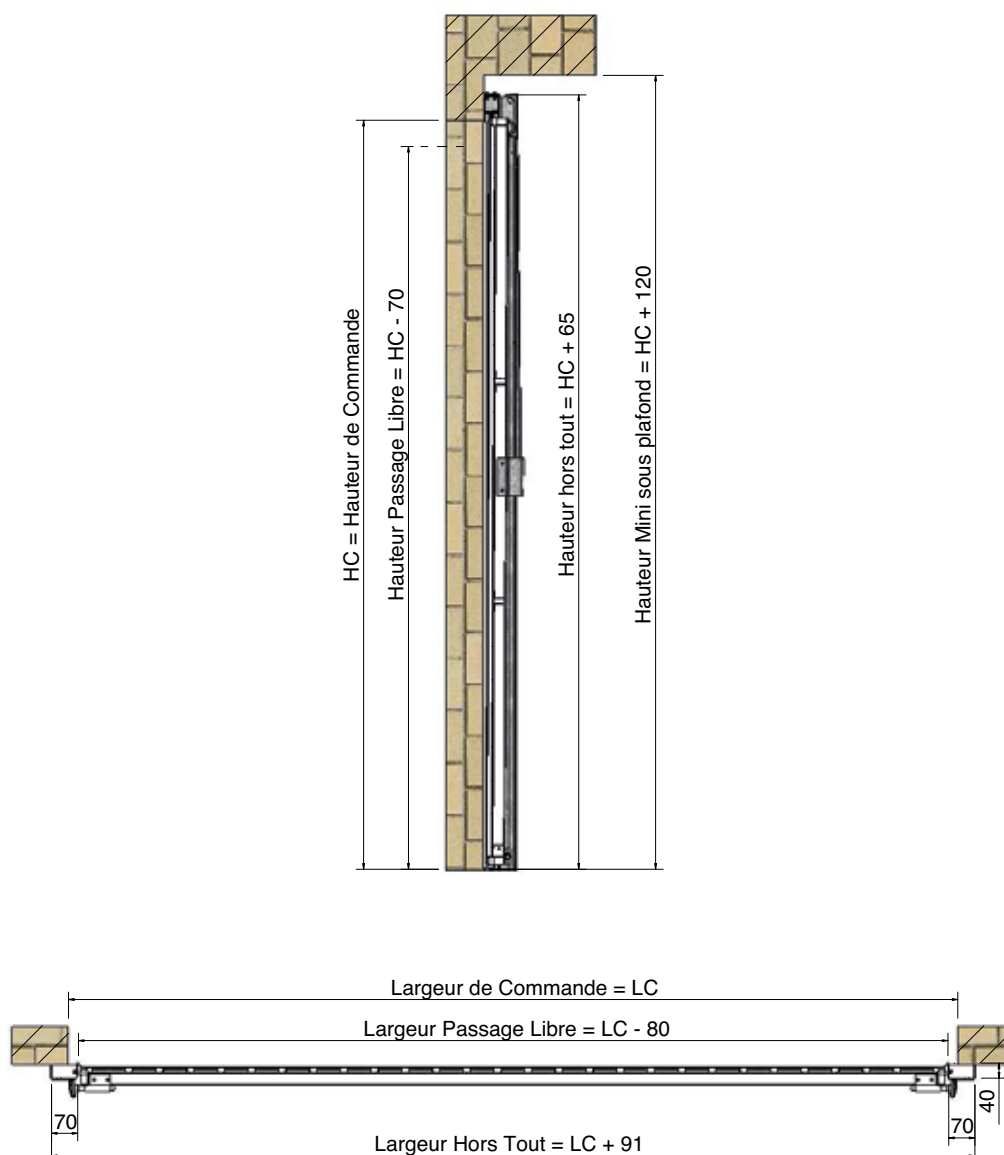 HC = Hauteur de Commande
Hauteur Passage Libre = HC - 70
Hauteur hors tout = HC + 65
Hauteur Mini sous plafond = HC + 120
Largeur de Commande = LC
Largeur Passage Libre = LC - 80
70
70
40
Largeur Hors Tout = LC + 91